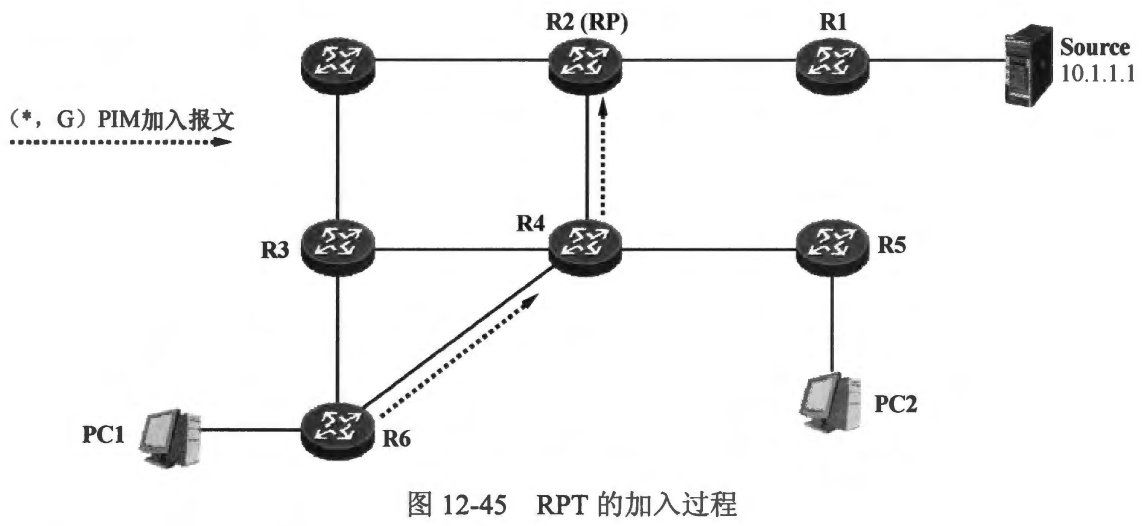 R2 (RP)
R1
Source
10.1.1.1
(*, G) PIM加入报文
R3
R4
R5
PC1
R6
PC2
图 12-45 RPT 的加入过程